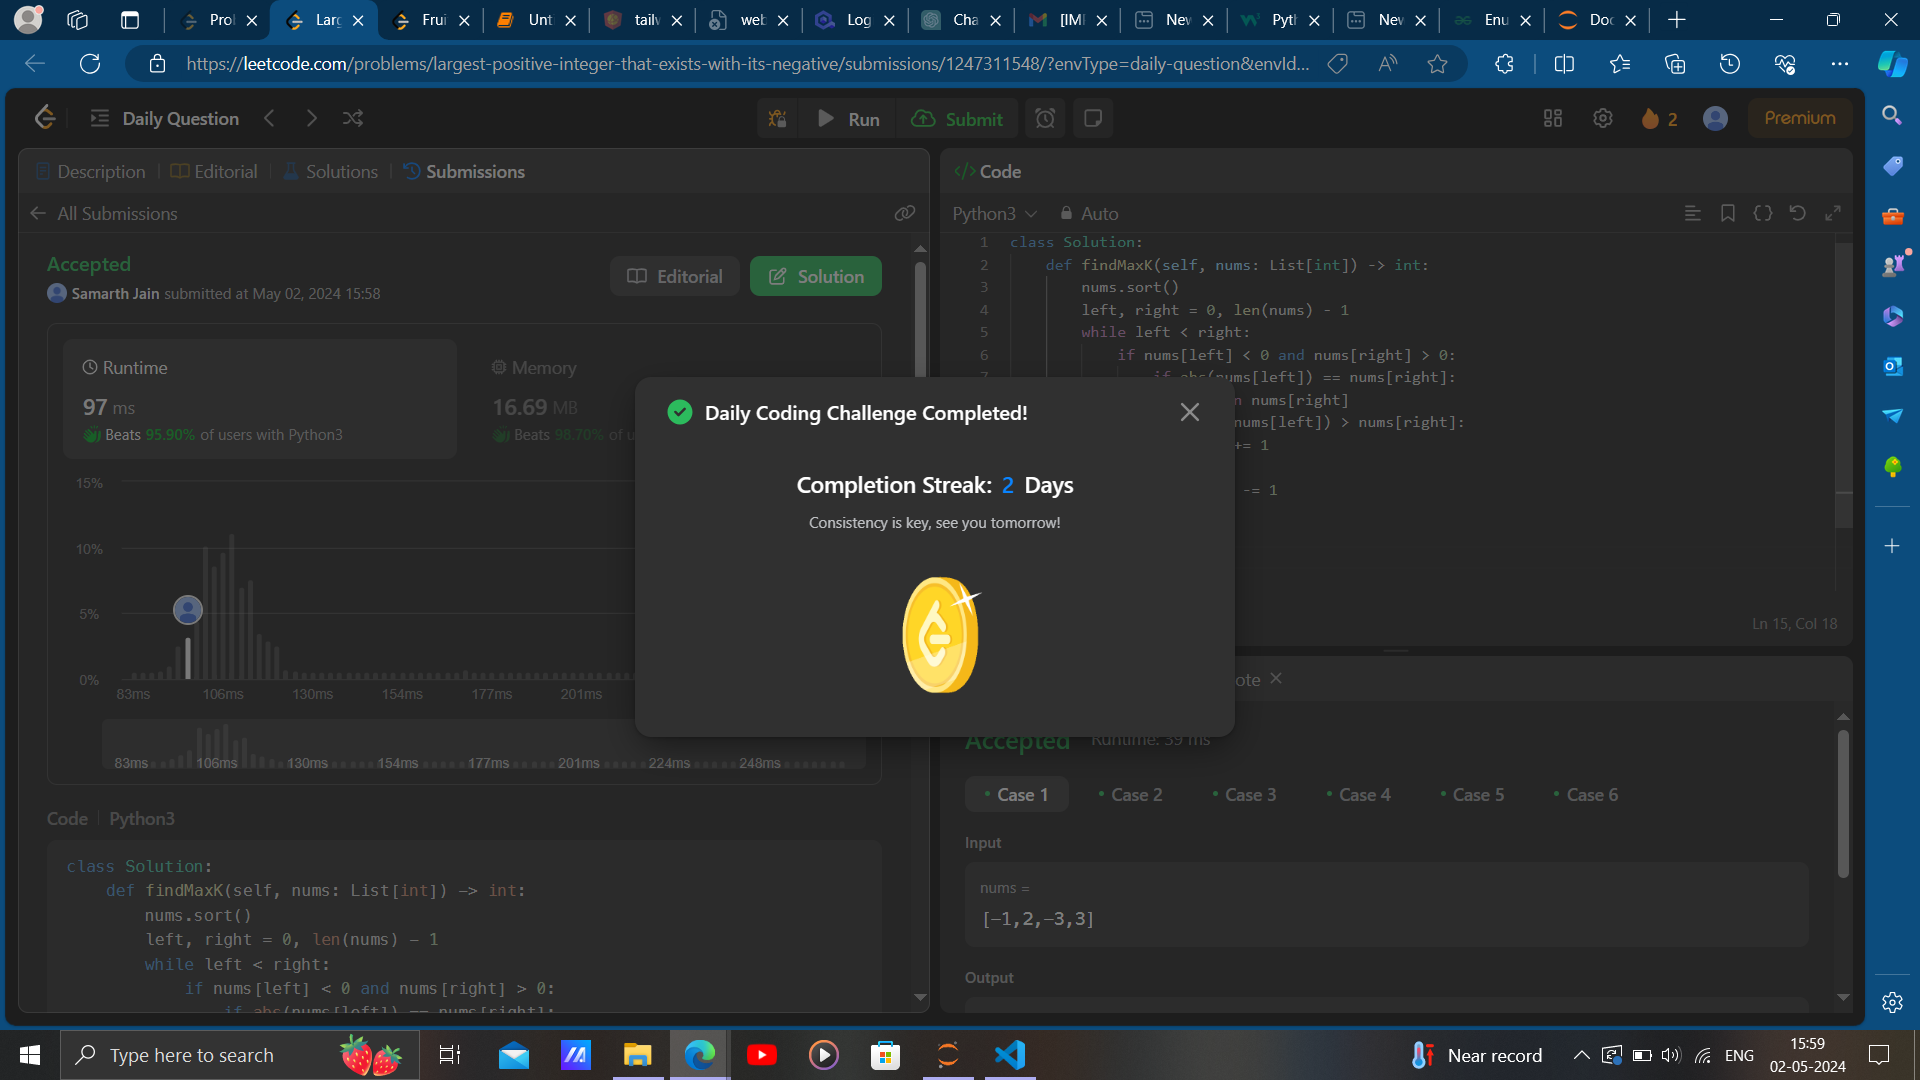 Prol
Larg
Frui
Unti
tailw
web
Log
Cha
[IMI
New
Pyth
New
Enu
Doc
https://leetcode.com/problems/largest-positive-integer-that-exists-with-its-negative/submissions/1247311548/?envType=daily-question&envId...
Daily Question
Run
Submit
2
Premium
Description
Editorial
Solutions
Submissions
All Submissions
Accepted
Samarth Jain submitted at May 02, 2024 15:58
Editorial
Solution
Runtime
97 ms
Beats 95.90% of users with Python3
Memory
16.69 MB
Beats 98.70% of u
15%
10%
5%
0%
83ms 106ms 130ms 154ms 177ms 201ms
83ms 106ms 130ms 154ms 177ms 201ms 224ms 248ms
Code | Python3
class Solution:
def findMaxK(self, nums: List[int]) -> int:
nums.sort()
left, right = 0, len(nums) - 1
while left < right:
if nums[left] < 0 and nums[right] > 0:
if abs(nums[left]) == nums[right]:
Daily Coding Challenge Completed!
Completion Streak: 2 Days
Consistency is key, see you tomorrow!
</> Code
Python3
Auto
1 class Solution:
2 def findMaxK(self, nums: List[int]) -> int:
3 nums.sort()
4 left, right = 0, len(nums) - 1
5 while left < right:
6 if nums[left] < 0 and nums[right] > 0:
7 if abs(nums[left]) == nums[right]:
n nums[right]
nums[left]) > nums[right]:
+= 1
-= 1
Ln 15, Col 18
ote
Accepted
Runtime: 39 ms
Case 1
Case 2
Case 3
Case 4
Case 5
Case 6
Input
nums =
[-1,2,-3,3]
Output
Type here to search
Near record
ENG
15:59
02-05-2024